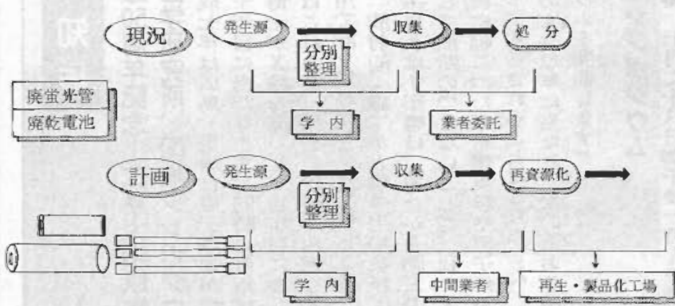 現況
発生源
分別
整理
収集
処分
廃蛍光管
廃乾電池
学内
業者委託
計画
発生源
分別
整理
収集
再資源化
学内
中間業者
再生・製品化工場